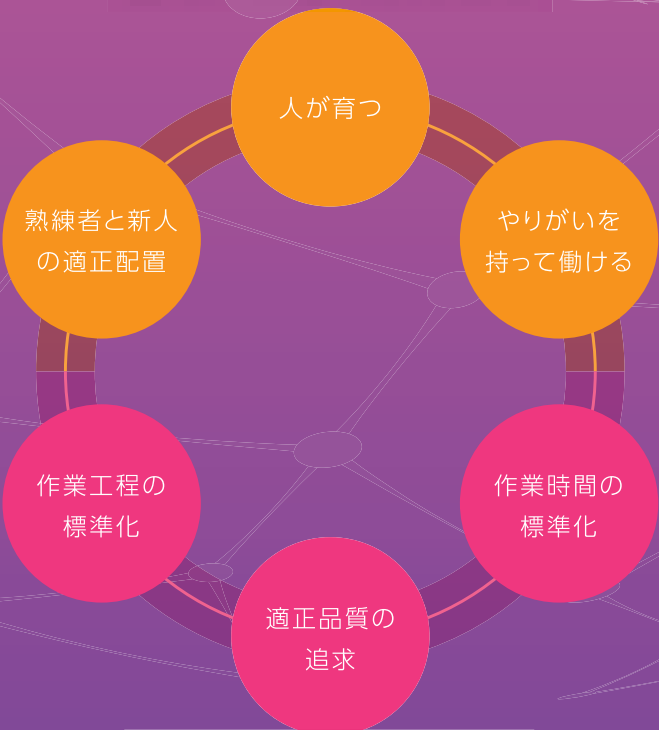 人が育つ
やりがいを
持って働ける
作業時間の
標準化
適正品質の
追求
作業工程の
標準化
熟練者と新人
の適正配置